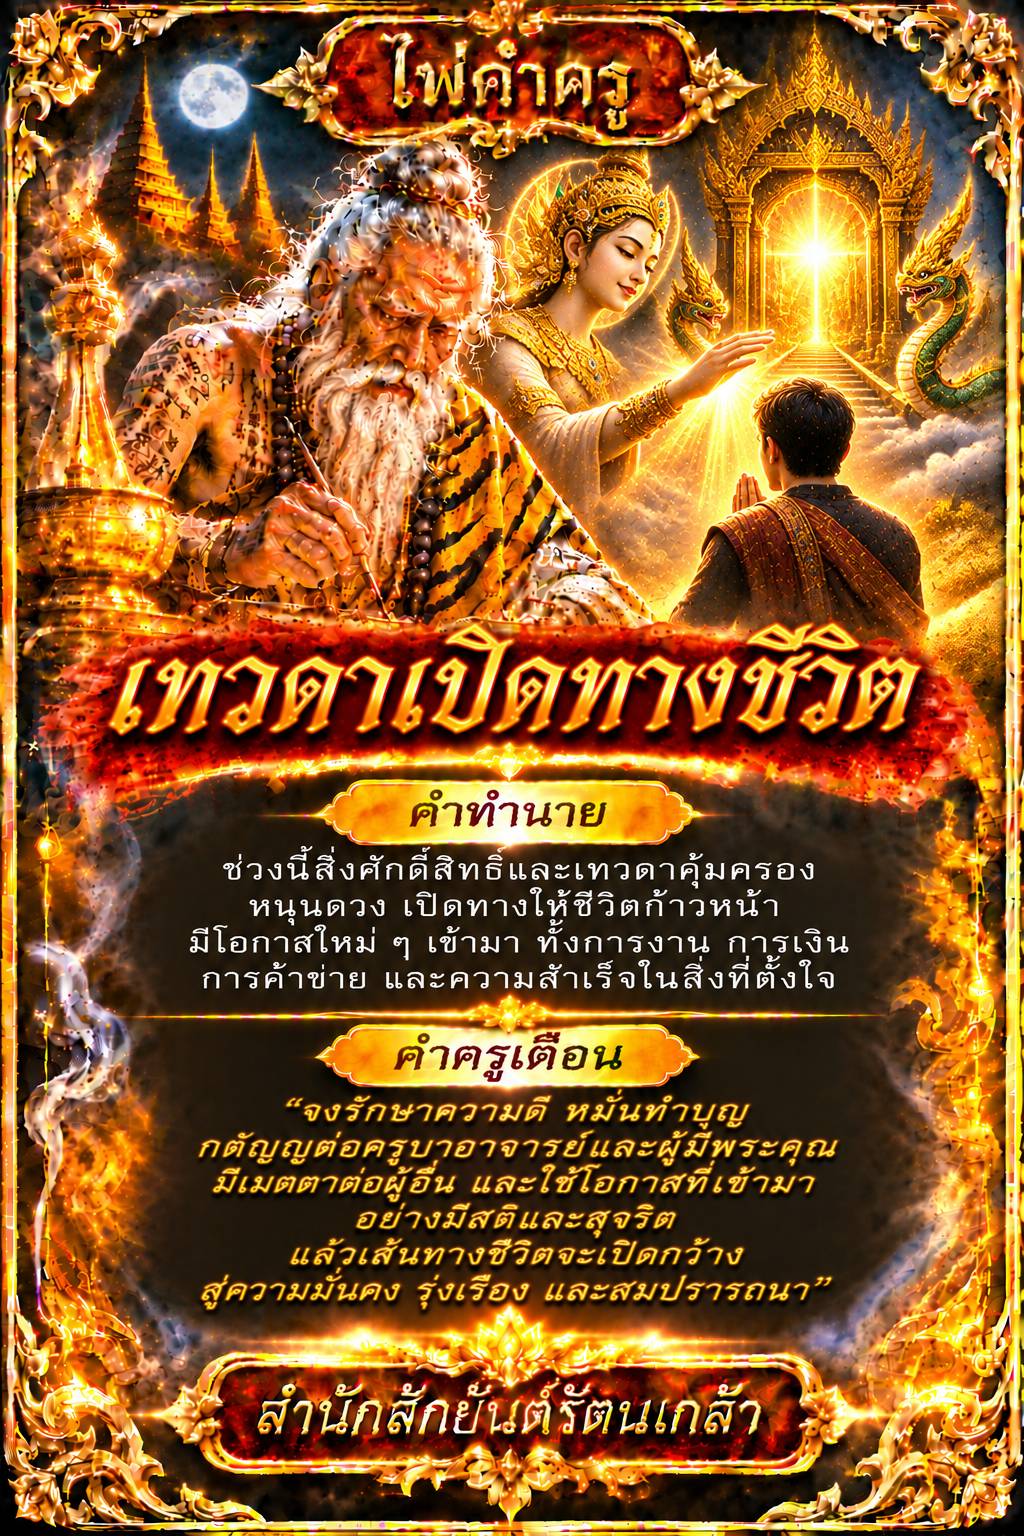 ไพ่คำครู
เทวดาเปิดทางชีวิต
คำทำนาย
ช่วงนี้สิ่งศักดิ์สิทธิ์และเทวดาคุ้มครอง
หนุนดวง เปิดทางให้ชีวิตก้าวหน้า
มีโอกาสใหม่ ๆ เข้ามา ทั้งการงาน การเงิน
การค้าขาย และความสำเร็จในสิ่งที่ตั้งใจ
คำครูเตือน
“จงรักษาความดี หมั่นทำบุญ
กตัญญูต่อครูบาอาจารย์และผู้มีพระคุณ
มีเมตตาต่อผู้อื่น และใช้โอกาสที่เข้ามา
อย่างมีสติและสุจริต
แล้วเส้นทางชีวิตจะเปิดกว้าง
สู่ความมั่นคง รุ่งเรือง และสมปรารถนา”
สำนักสักยันต์รัตนเกล้า